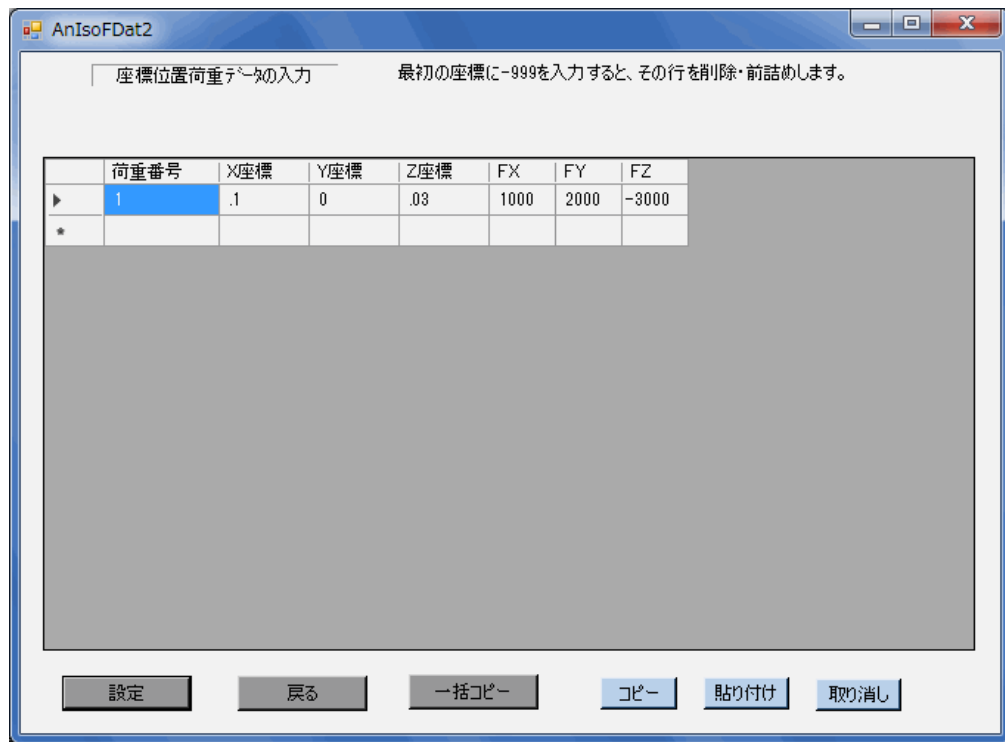 AnIsoFDat2
座標位置荷重ﾃﾞｰﾀの入力
最初の座標に-999を入力すると、その行を削除・前詰めします。
荷重番号 X座標 Y座標 Z座標 FX FY FZ
1 .1 0 .03 1000 2000 -3000
設定 戻る 一括コピー コピー 貼り付け 取り消し